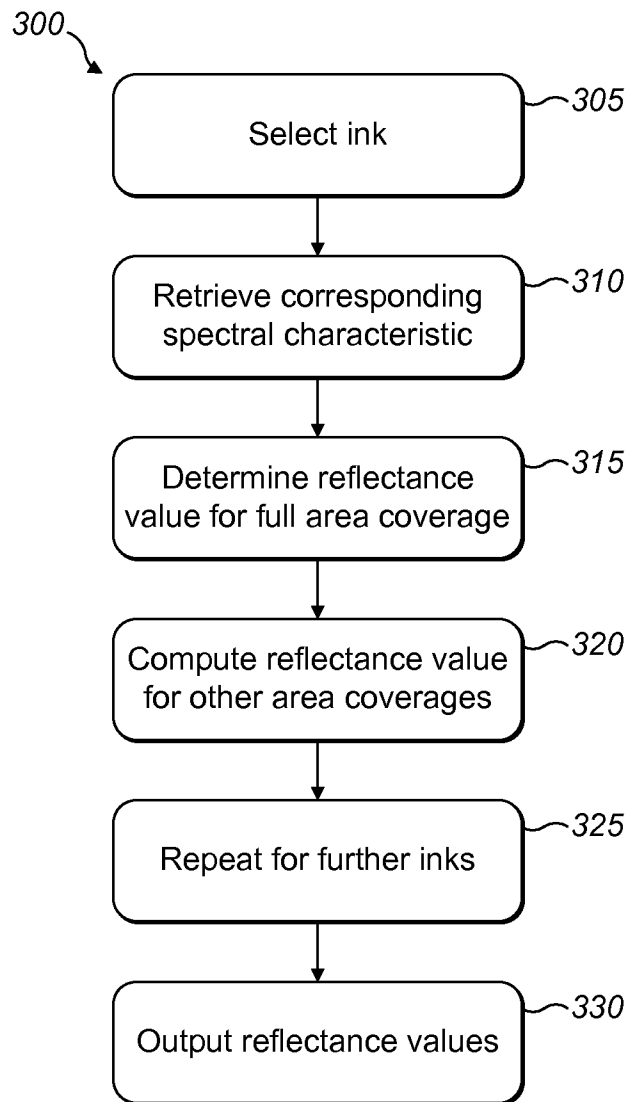 300
305
Select ink
310
Retrieve corresponding
spectral characteristic
315
Determine reflectance
value for full area coverage
320
Compute reflectance value
for other area coverages
325
Repeat for further inks
330
Output reflectance values